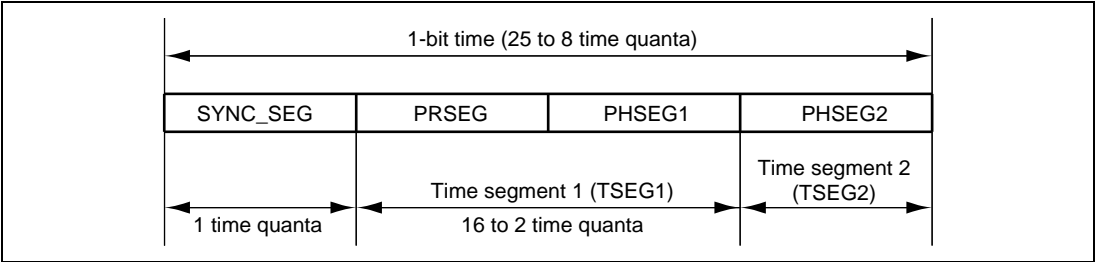 1-bit time (25 to 8 time quanta)
SYNC_SEG PRSEG PHSEG1 PHSEG2
Time segment 1 (TSEG1)
Time segment 2
(TSEG2)
1 time quanta
16 to 2 time quanta